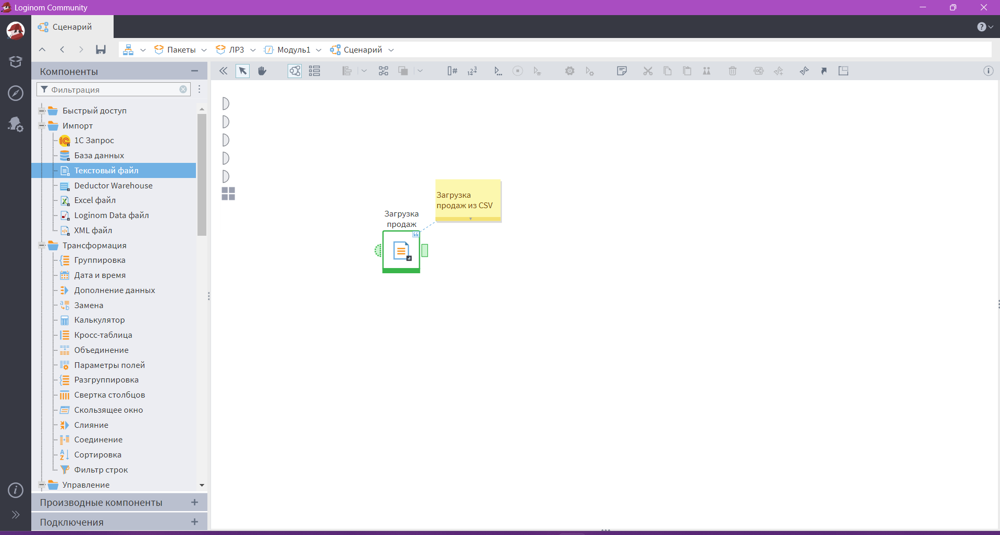 Loginom Community
Сценарий
Пакеты
ЛР3
Модуль1
Сценарий
Компоненты
Фильтрация
Быстрый доступ
Импорт
1С Запрос
База данных
Текстовый файл
Deductor Warehouse
Excel файл
Loginom Data файл
XML файл
Трансформация
Группировка
Дата и время
Дополнение данных
Замена
Калькулятор
Кросс-таблица
Объединение
Параметры полей
Разгруппировка
Свертка столбцов
Скользящее окно
Слияние
Соединение
Сортировка
Фильтр строк
Управление
Производные компоненты
Подключения
Загрузка
продаж из CSV
Загрузка
продаж